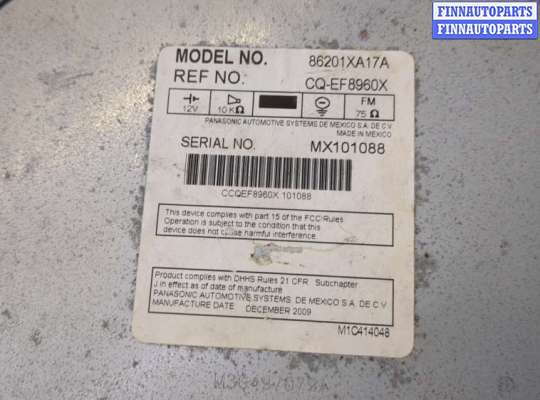 FINNAUTOPARTS
FINNAUTOPARTS
MODEL NO. 86201XA17A
REF NO. CQ-EF8960X
12V 10 KΩ FM 75 Ω
PANASONIC AUTOMOTIVE SYSTEMS DE MEXICO S.A. DE C.V
MADE IN MEXICO
SERIAL NO. MX101088
CCQEF8960X 101088
This device complies with part 15 of the FCC Rules
Operation is subject to the condition that this
device does not cause harmful interference.
Product complies with DHHS Rules 21 CFR Subchapter
J in effect as of date of manufacture
PANASONIC AUTOMOTIVE SYSTEMS DE MEXICO S.A. DE C.V
MANUFACTURE DATE DECEMBER 2009
M1C414048